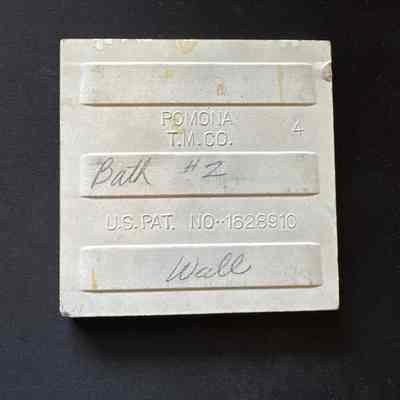 POMONA
T.M.CO. 4
Bath #2
U.S. PAT. NO--1628910
Wall